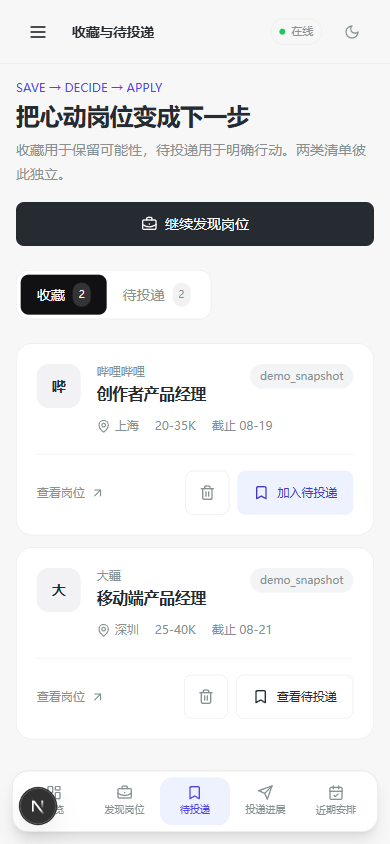 收藏与待投递
在线
SAVE → DECIDE → APPLY
把心动岗位变成下一步
收藏用于保留可能性，待投递用于明确行动。两类清单彼
此独立。
继续发现岗位
收藏 2 待投递 2
哔哩哔哩
哔
创作者产品经理
demo_snapshot
上海 20-35K 截止 08-19
查看岗位
加入待投递
大疆
大
移动端产品经理
demo_snapshot
深圳 25-40K 截止 08-21
查看岗位
查看待投递
N
览
发现岗位
待投递
投递进展
近期安排